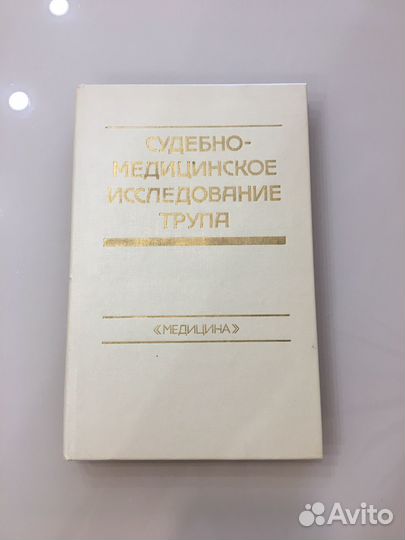 СУДЕБНО-
МЕДИЦИНСКОЕ
ИССЛЕДОВАНИЕ
ТРУПА
«МЕДИЦИНА»
Avito